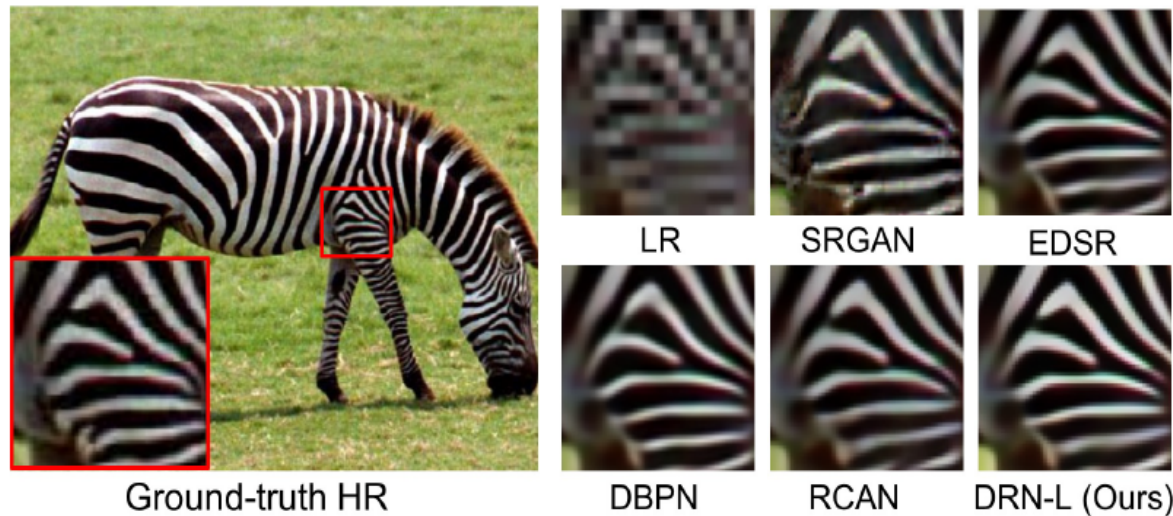 LR
SRGAN
EDSR
Ground-truth HR
DBPN
RCAN
DRN-L (Ours)